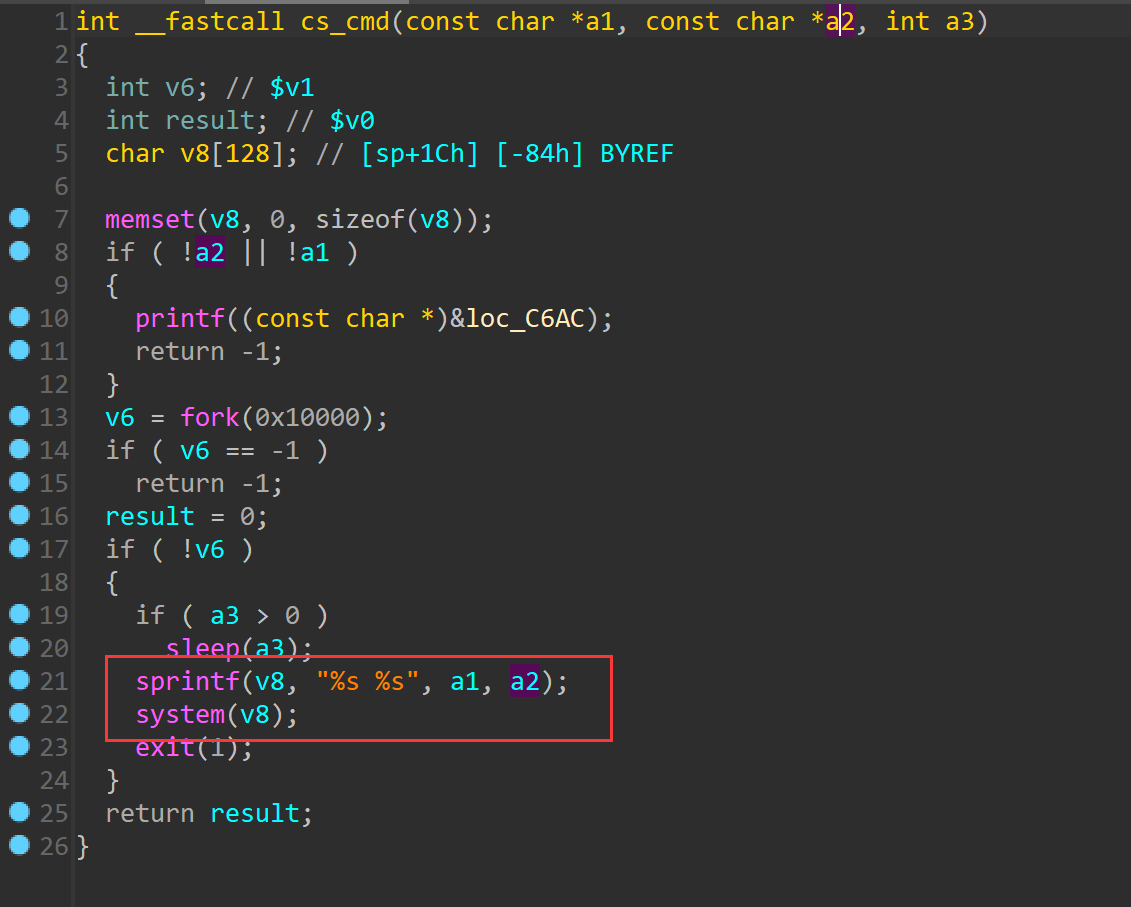 1 int __fastcall cs_cmd(const char *a1, const char *a2, int a3)
2 {
3   int v6; // $v1
4   int result; // $v0
5   char v8[128]; // [sp+1Ch] [-84h] BYREF
6
7   memset(v8, 0, sizeof(v8));
8   if ( !a2 || !a1 )
9   {
10     printf((const char *)&loc_C6AC);
11     return -1;
12   }
13   v6 = fork(0x10000);
14   if ( v6 == -1 )
15     return -1;
16   result = 0;
17   if ( !v6 )
18   {
19     if ( a3 > 0 )
20       sleep(a3);
21     sprintf(v8, "%s %s", a1, a2);
22     system(v8);
23     exit(1);
24   }
25   return result;
26 }